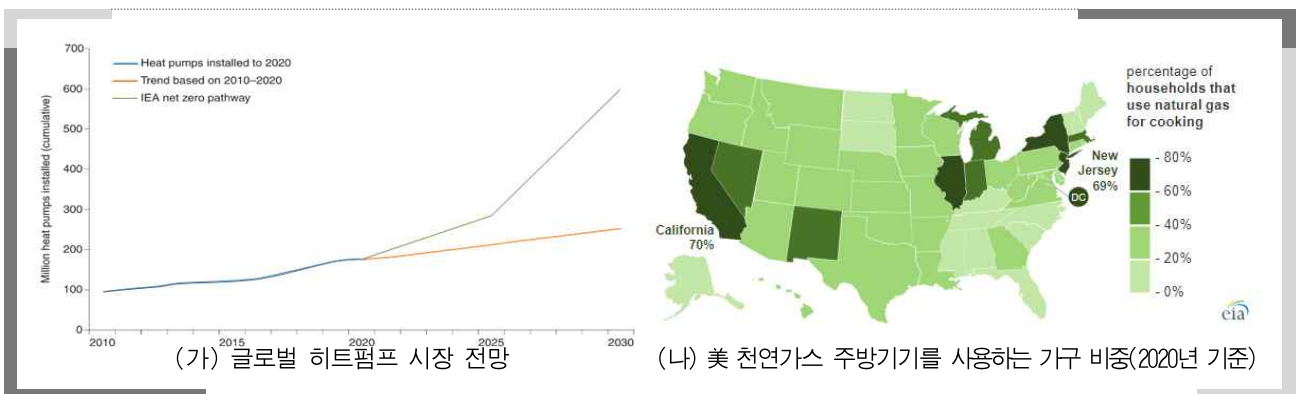 700
600
500
400
300
200
100
0
Million heat pumps installed (cumulative)
Heat pumps installed to 2020
Trend based on 2010–2020
IEA net zero pathway
2010
2015
2020
2025
2030
(가) 글로벌 히트펌프 시장 전망
percentage of
households that
use natural gas
for cooking
- 80%
- 60%
- 40%
- 20%
- 0%
New
Jersey
69%
DC
California
70%
eia
(나) 美 천연가스 주방기기를 사용하는 가구 비중(2020년 기준)